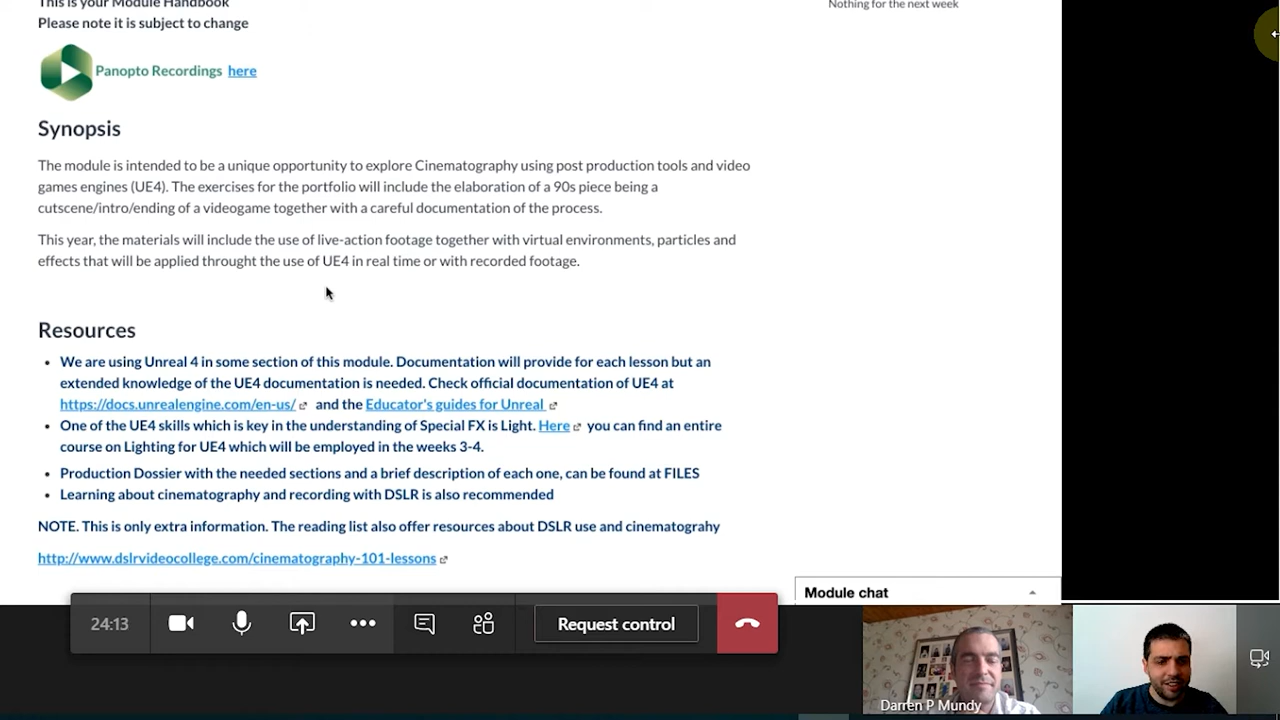 This is your Module Handbook
Nothing for the next week
Please note it is subject to change
Panopto Recordings here
Synopsis
The module is intended to be a unique opportunity to explore Cinematography using post production tools and video
games engines (UE4). The exercises for the portfolio will include the elaboration of a 90s piece being a
cutscene/intro/ending of a videogame together with a careful documentation of the process.
This year, the materials will include the use of live-action footage together with virtual environments, particles and
effects that will be applied throught the use of UE4 in real time or with recorded footage.
Resources
We are using Unreal 4 in some section of this module. Documentation will provide for each lesson but an
extended knowledge of the UE4 documentation is needed. Check official documentation of UE4 at
https://docs.unrealengine.com/en-us/ and the Educator's guides for Unreal
One of the UE4 skills which is key in the understanding of Special FX is Light. Here you can find an entire
course on Lighting for UE4 which will be employed in the weeks 3-4.
Production Dossier with the needed sections and a brief description of each one, can be found at FILES
Learning about cinematography and recording with DSLR is also recommended
NOTE. This is only extra information. The reading list also offer resources about DSLR use and cinematograhy
http://www.dslrvideocollege.com/cinematography-101-lessons
Module chat
24:13
Request control
Darren P Mundy